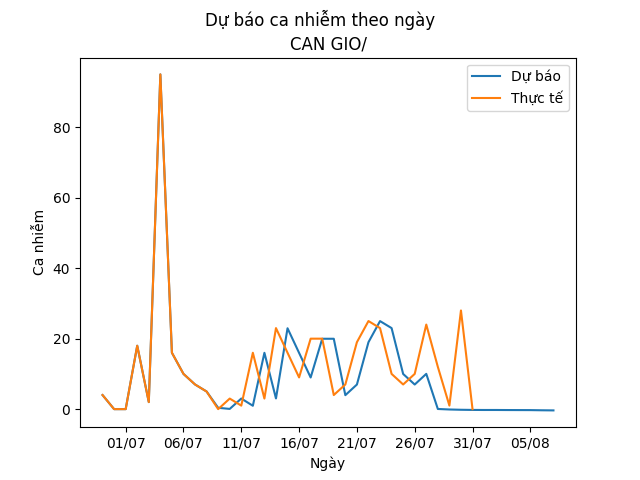 Dự báo ca nhiễm theo ngày
CAN GIO/
Dự báo
Thực tế
Ca nhiễm
80
60
40
20
0
01/07 06/07 11/07 16/07 21/07 26/07 31/07 05/08
Ngày